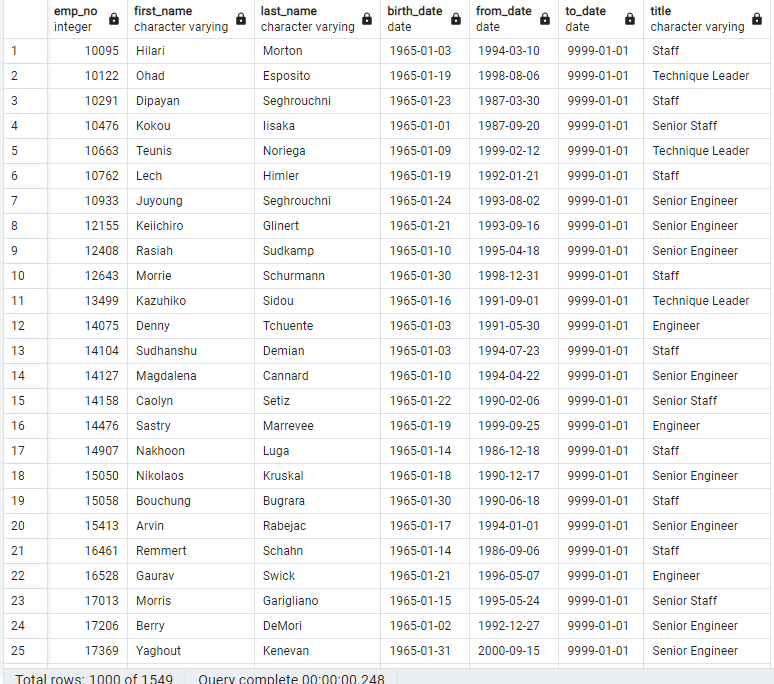 emp_no first_name last_name birth_date from_date to_date title
integer character varying character varying date date date character varying
1 10095 Hilari Morton 1965-01-03 1994-03-10 9999-01-01 Staff
2 10122 Ohad Esposito 1965-01-19 1998-08-06 9999-01-01 Technique Leader
3 10291 Dipayan Seghrouchni 1965-01-23 1987-03-30 9999-01-01 Staff
4 10476 Kokou Iisaka 1965-01-01 1987-09-20 9999-01-01 Senior Staff
5 10663 Teunis Noriega 1965-01-09 1999-02-12 9999-01-01 Technique Leader
6 10762 Lech Himler 1965-01-19 1992-01-21 9999-01-01 Staff
7 10933 Juyoung Seghrouchni 1965-01-24 1993-08-02 9999-01-01 Senior Engineer
8 12155 Keiichiro Glinert 1965-01-21 1993-09-16 9999-01-01 Senior Engineer
9 12408 Rasiah Sudkamp 1965-01-10 1995-04-18 9999-01-01 Senior Engineer
10 12643 Morrie Schurmann 1965-01-30 1998-12-31 9999-01-01 Staff
11 13499 Kazuhiko Sidou 1965-01-16 1991-09-01 9999-01-01 Technique Leader
12 14075 Denny Tchuente 1965-01-03 1991-05-30 9999-01-01 Engineer
13 14104 Sudhanshu Demian 1965-01-03 1994-07-23 9999-01-01 Staff
14 14127 Magdalena Cannard 1965-01-10 1994-04-22 9999-01-01 Senior Engineer
15 14158 Caolyn Setiz 1965-01-22 1990-02-06 9999-01-01 Senior Staff
16 14476 Sastry Marrevee 1965-01-19 1999-09-25 9999-01-01 Engineer
17 14907 Nakhoon Luga 1965-01-14 1986-12-18 9999-01-01 Staff
18 15050 Nikolaos Kruskal 1965-01-18 1990-12-17 9999-01-01 Senior Engineer
19 15058 Bouchung Bugrara 1965-01-30 1990-06-18 9999-01-01 Staff
20 15413 Arvin Rabejac 1965-01-17 1994-01-01 9999-01-01 Senior Engineer
21 16461 Remmert Schahn 1965-01-14 1986-09-06 9999-01-01 Staff
22 16528 Gaurav Swick 1965-01-21 1996-05-07 9999-01-01 Engineer
23 17013 Morris Garigliano 1965-01-15 1995-05-24 9999-01-01 Senior Staff
24 17206 Berry DeMori 1965-01-02 1992-12-27 9999-01-01 Senior Engineer
25 17369 Yaghout Kenevan 1965-01-31 2000-09-15 9999-01-01 Senior Engineer
Total rows: 1000 of 1549 Query complete 00:00:00.248